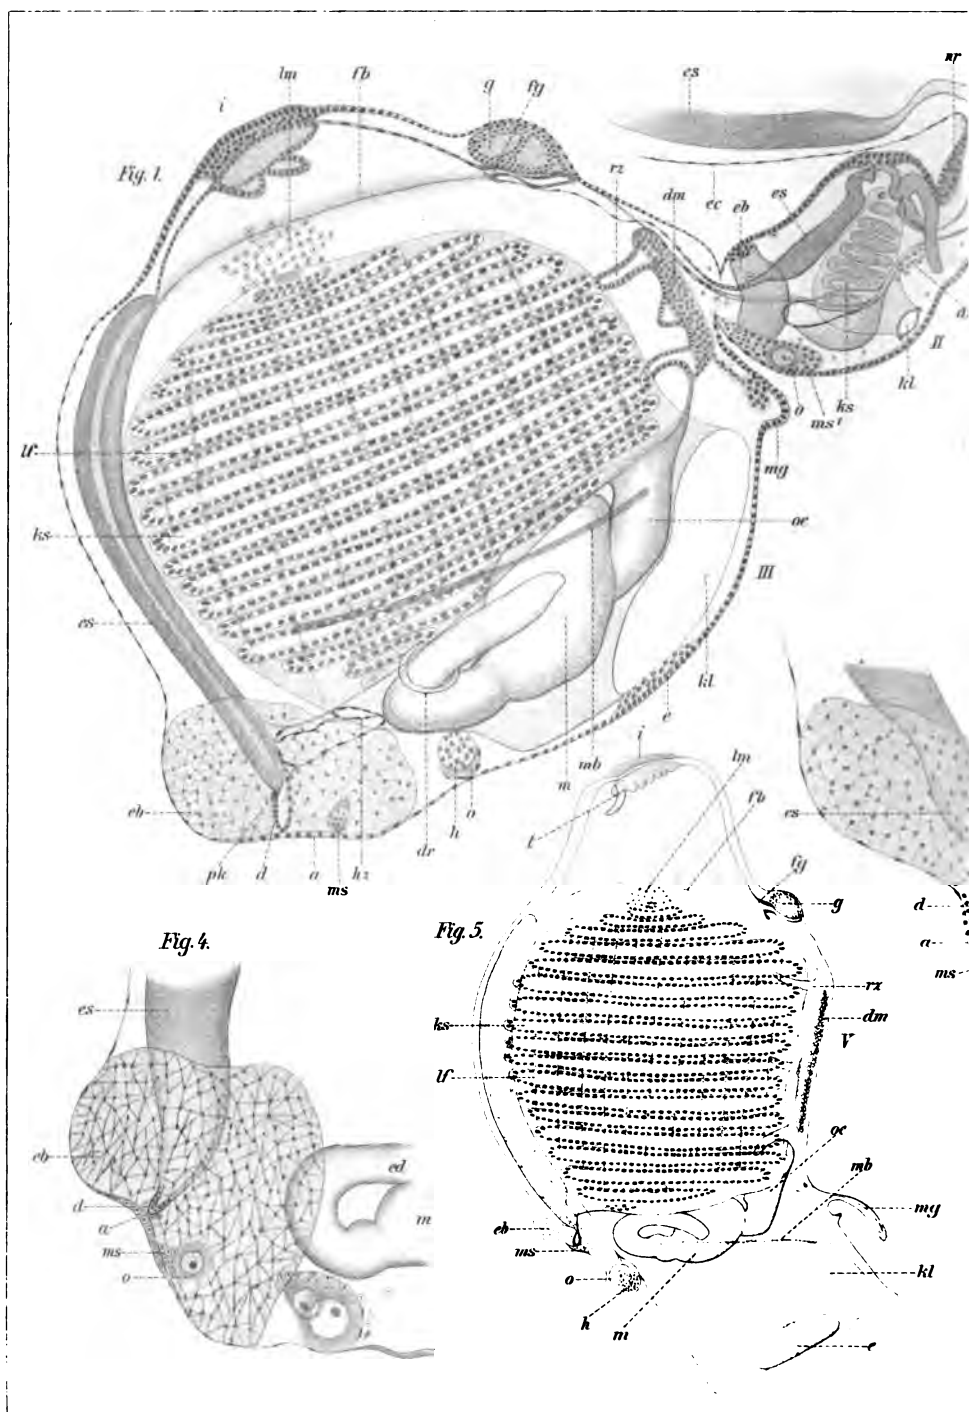 nr
lm fb g fg es
i
Fig. 1.
rz dm ec eb es
II
o ms ks kl
mg
lf
oe
ks
III
es
kl
e
i
lm
mb
m
fb
eb
o
h
t
es
dr
pk d a hz
ms
fg
d
g
Fig. 4.
Fig. 5.
a
ms
rz
es
dm
ks
V
lf
oe
mb
eb
ed
mg
d
m
eb
a
ms
ms
o
o
kl
h
m
e